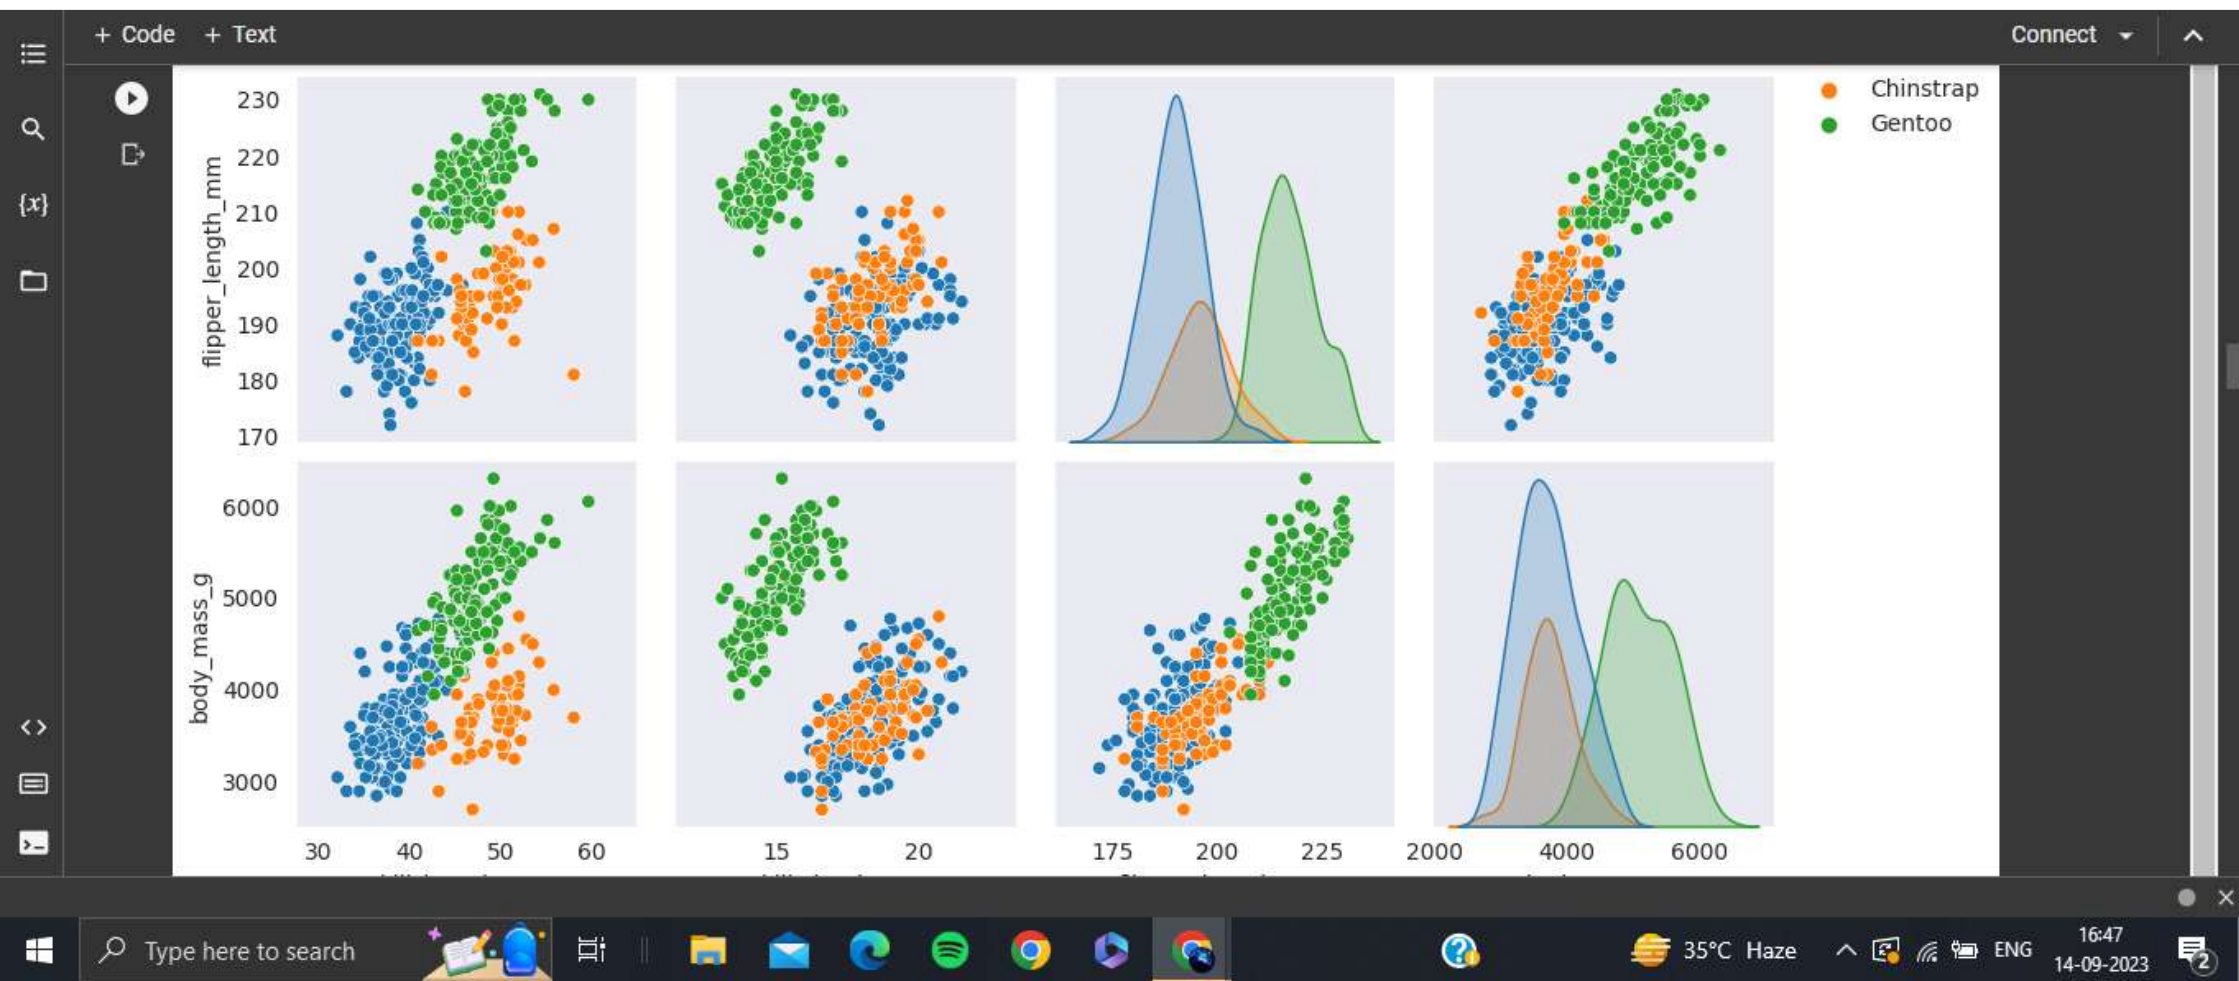 + Code + Text
Connect
Chinstrap
Gentoo
{x}
230
220
210
200
190
180
170
flipper_length_mm
6000
5000
4000
3000
body_mass_g
30 40 50 60 15 20 175 200 225 2000 4000 6000
Type here to search
35°C Haze
ENG
16:47
14-09-2023
2